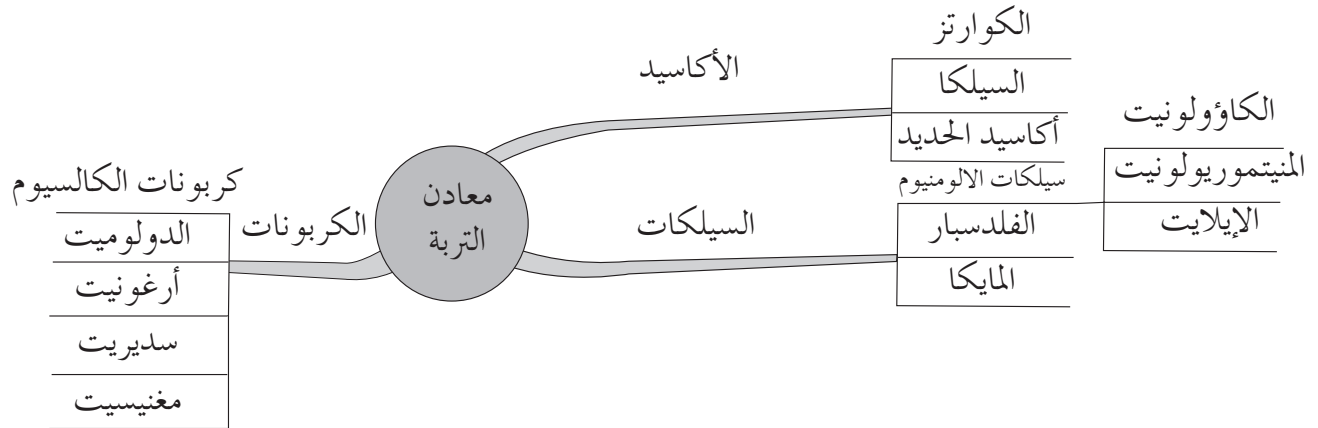 معادن
التربة
الأكاسيد
الكوارتز
السيلكا
أكاسيد الحديد
السيلكات
سيلكات الالومنيوم
الكاؤولونيت
المنيتموريولونيت
الإيلايت
الفلدسبار
المايكا
الكربونات
كربونات الكالسيوم
الدولوميت
أرغونيت
سديريت
مغنيسيت